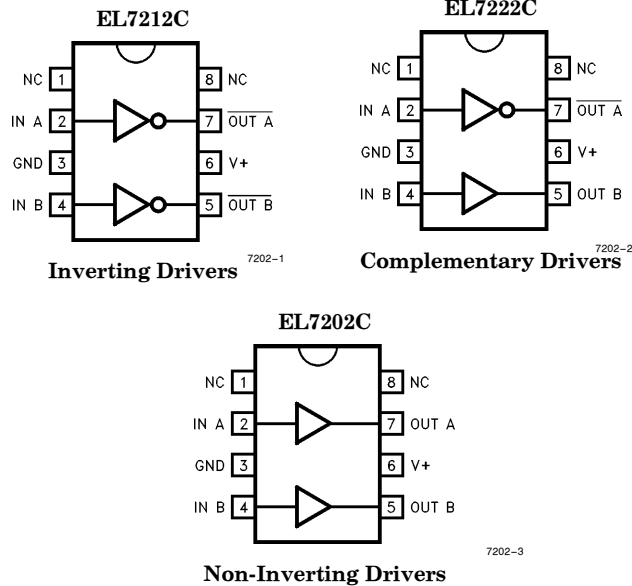 EL7212C
NC 1 8 NC
IN A 2 7 OUT A
GND 3 6 V+
IN B 4 5 OUT B
7202–1
Inverting Drivers
EL7222C
NC 1 8 NC
IN A 2 7 OUT A
GND 3 6 V+
IN B 4 5 OUT B
7202–2
Complementary Drivers
EL7202C
NC 1 8 NC
IN A 2 7 OUT A
GND 3 6 V+
IN B 4 5 OUT B
7202–3
Non-Inverting Drivers